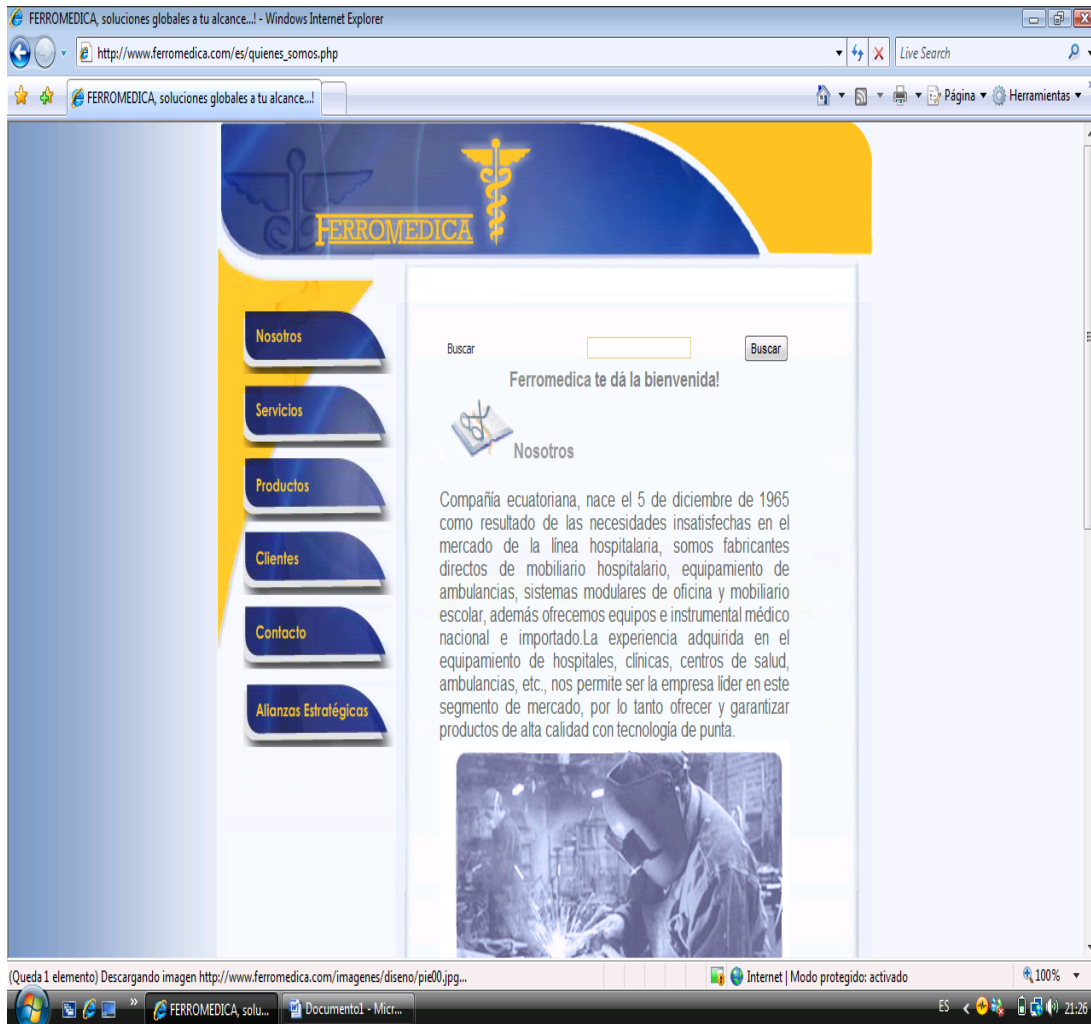 FERROMEDICA, soluciones globales a tu alcance...! - Windows Internet Explorer
http://www.ferromedica.com/es/quienes_somos.php
Live Search
FERROMEDICA, soluciones globales a tu alcance...!
Página
Herramientas
FERROMEDICA
Nosotros
Servicios
Productos
Clientes
Contacto
Alianzas Estratégicas
Buscar
Buscar
Ferromedica te dá la bienvenida!
Nosotros
Compañía ecuatoriana, nace el 5 de diciembre de 1965
como resultado de las necesidades insatisfechas en el
mercado de la línea hospitalaria, somos fabricantes
directos de mobiliario hospitalario, equipamiento de
ambulancias, sistemas modulares de oficina y mobiliario
escolar, además ofrecemos equipos e instrumental médico
nacional e importado.La experiencia adquirida en el
equipamiento de hospitales, clínicas, centros de salud,
ambulancias, etc., nos permite ser la empresa líder en este
segmento de mercado, por lo tanto ofrecer y garantizar
productos de alta calidad con tecnología de punta.
(Queda 1 elemento) Descargando imagen http://www.ferromedica.com/imagenes/diseno/pie00.jpg...
Internet | Modo protegido: activado
100%
FERROMEDICA, solu...
Documento1 - Micr...
ES
21:26